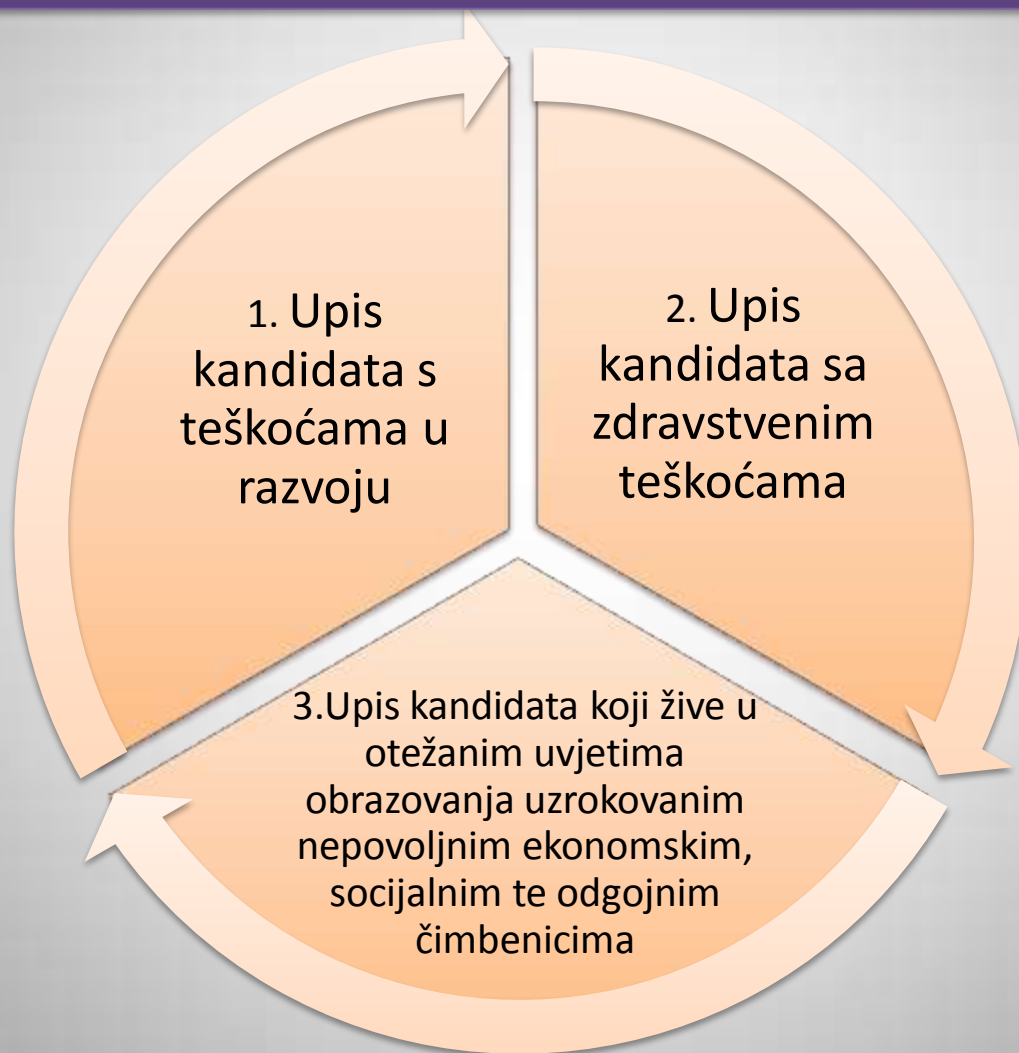 1. Upis
kandidata s
teškoćama u
razvoju
2. Upis
kandidata sa
zdravstvenim
teškoćama
3.Upis kandidata koji žive u
otežanim uvjetima
obrazovanja uzrokovanim
nepovoljnim ekonomskim,
socijalnim te odgojnim
čimbenicima